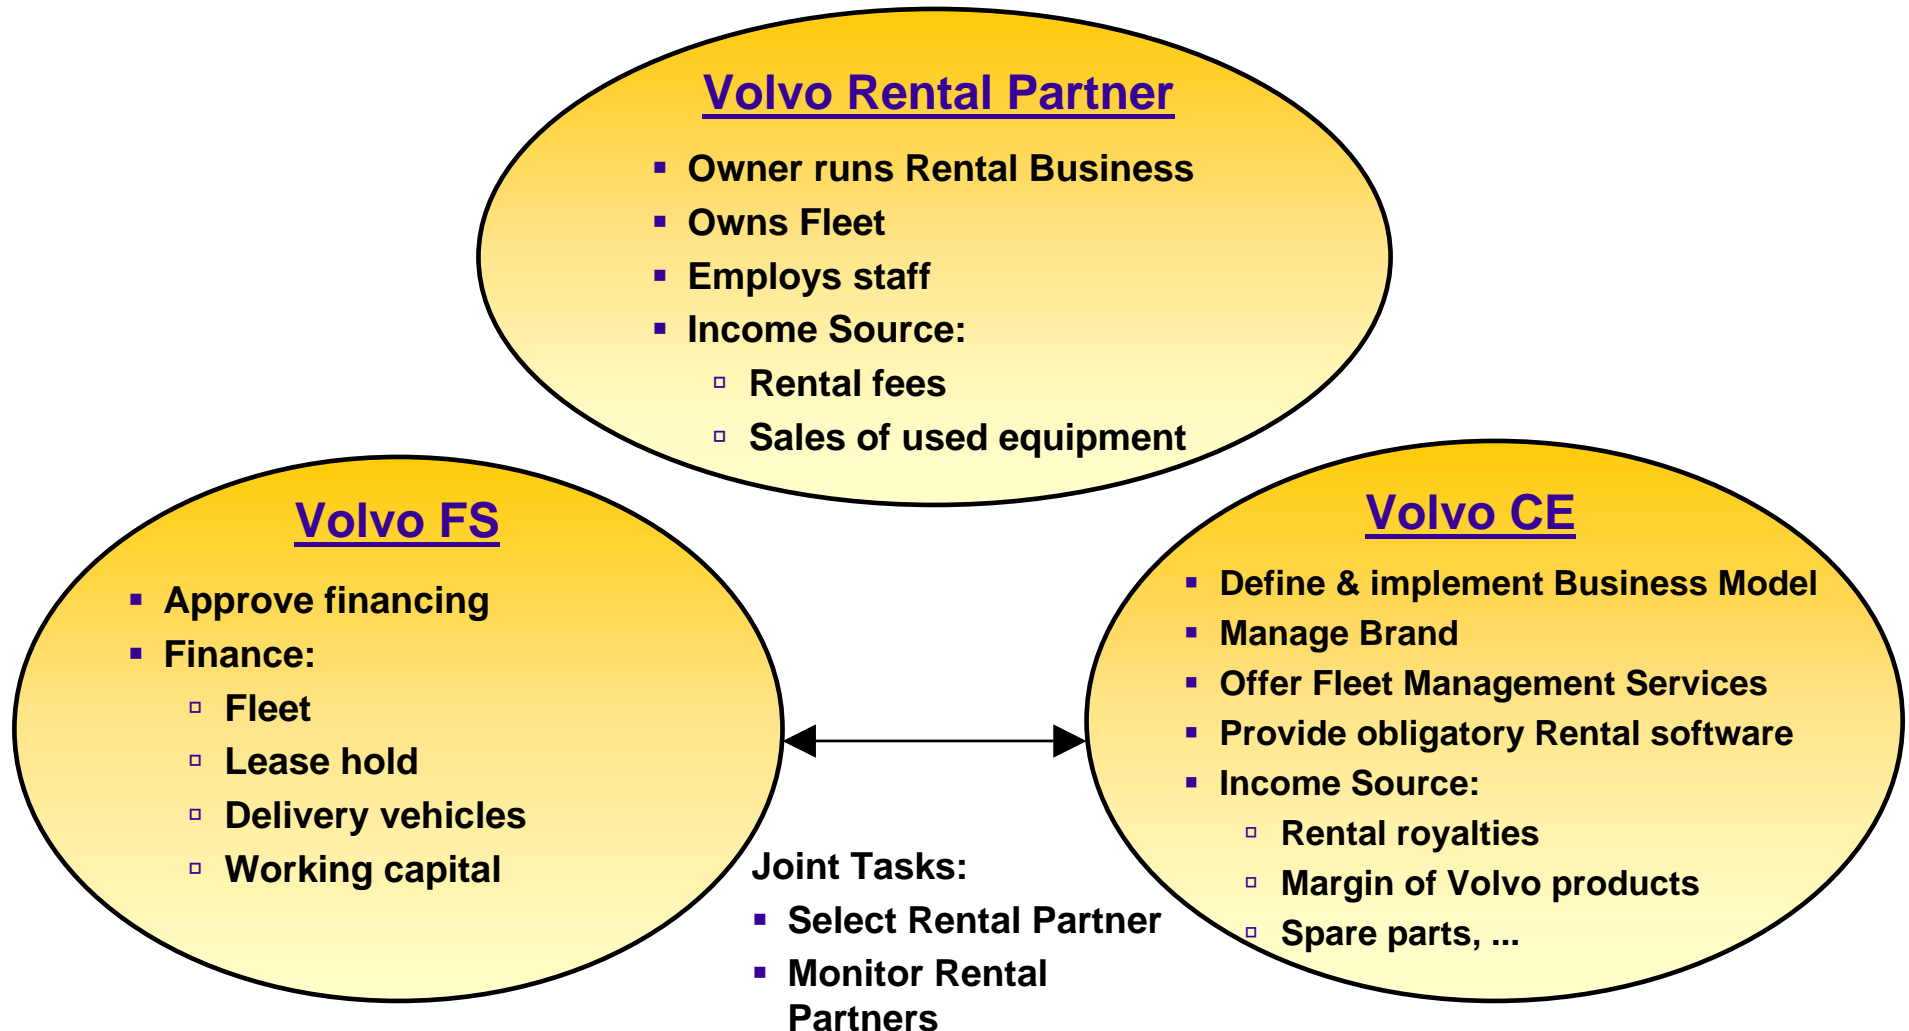 Volvo Rental Partner
Owner runs Rental Business
Owns Fleet
Employs staff
Income Source:
Rental fees
Sales of used equipment
Volvo FS
Approve financing
Finance:
Fleet
Lease hold
Delivery vehicles
Working capital
Volvo CE
Define & implement Business Model
Manage Brand
Offer Fleet Management Services
Provide obligatory Rental software
Income Source:
Rental royalties
Margin of Volvo products
Spare parts, ...
Joint Tasks:
Select Rental Partner
Monitor Rental
Partners